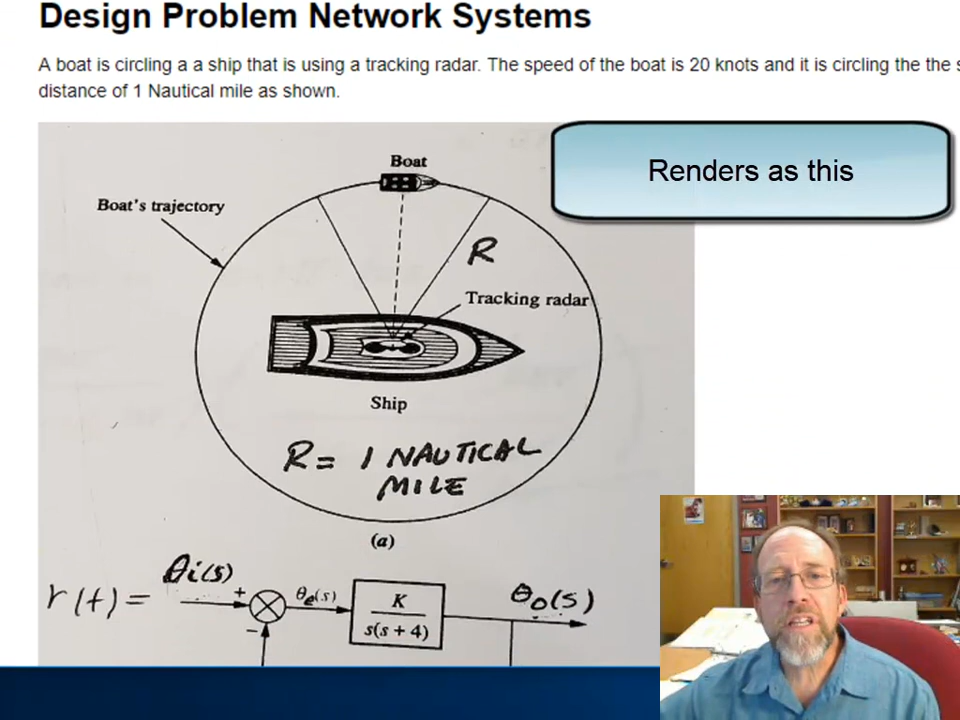 Design Problem Network Systems
A boat is circling a a ship that is using a tracking radar. The speed of the boat is 20 knots and it is circling the the s
distance of 1 Nautical mile as shown.
Renders as this
Boat
Boat's trajectory
R
Tracking radar
Ship
R = 1 NAUTICAL
MILE
(a)
r(t) =
θi(s)
+
θe(s)
K
s(s + 4)
θo(s)
−